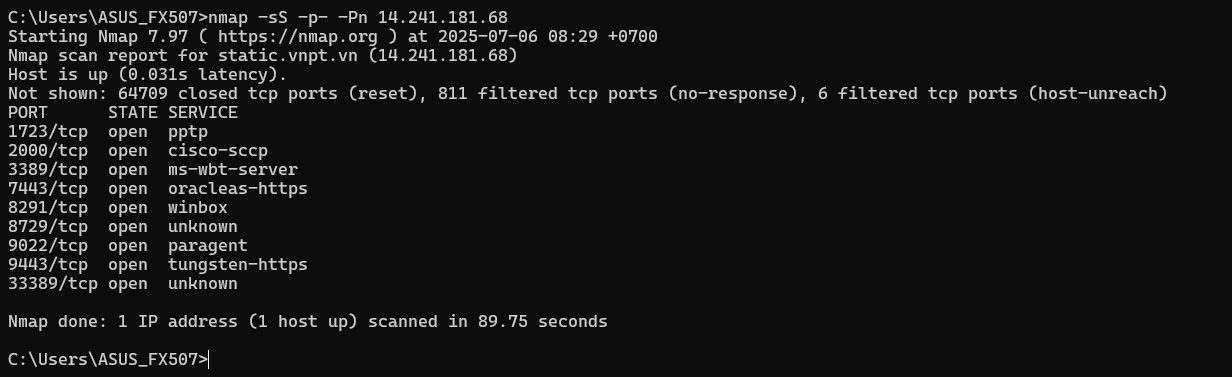 C:\Users\ASUS_FX507>nmap -sS -p- -Pn 14.241.181.68
Starting Nmap 7.97 ( https://nmap.org ) at 2025-07-06 08:29 +0700
Nmap scan report for static.vnpt.vn (14.241.181.68)
Host is up (0.031s latency).
Not shown: 64709 closed tcp ports (reset), 811 filtered tcp ports (no-response), 6 filtered tcp ports (host-unreach)
PORT      STATE SERVICE
1723/tcp  open  pptp
2000/tcp  open  cisco-sccp
3389/tcp  open  ms-wbt-server
7443/tcp  open  oracleas-https
8291/tcp  open  winbox
8729/tcp  open  unknown
9022/tcp  open  paragent
9443/tcp  open  tungsten-https
33389/tcp open  unknown
Nmap done: 1 IP address (1 host up) scanned in 89.75 seconds
C:\Users\ASUS_FX507>